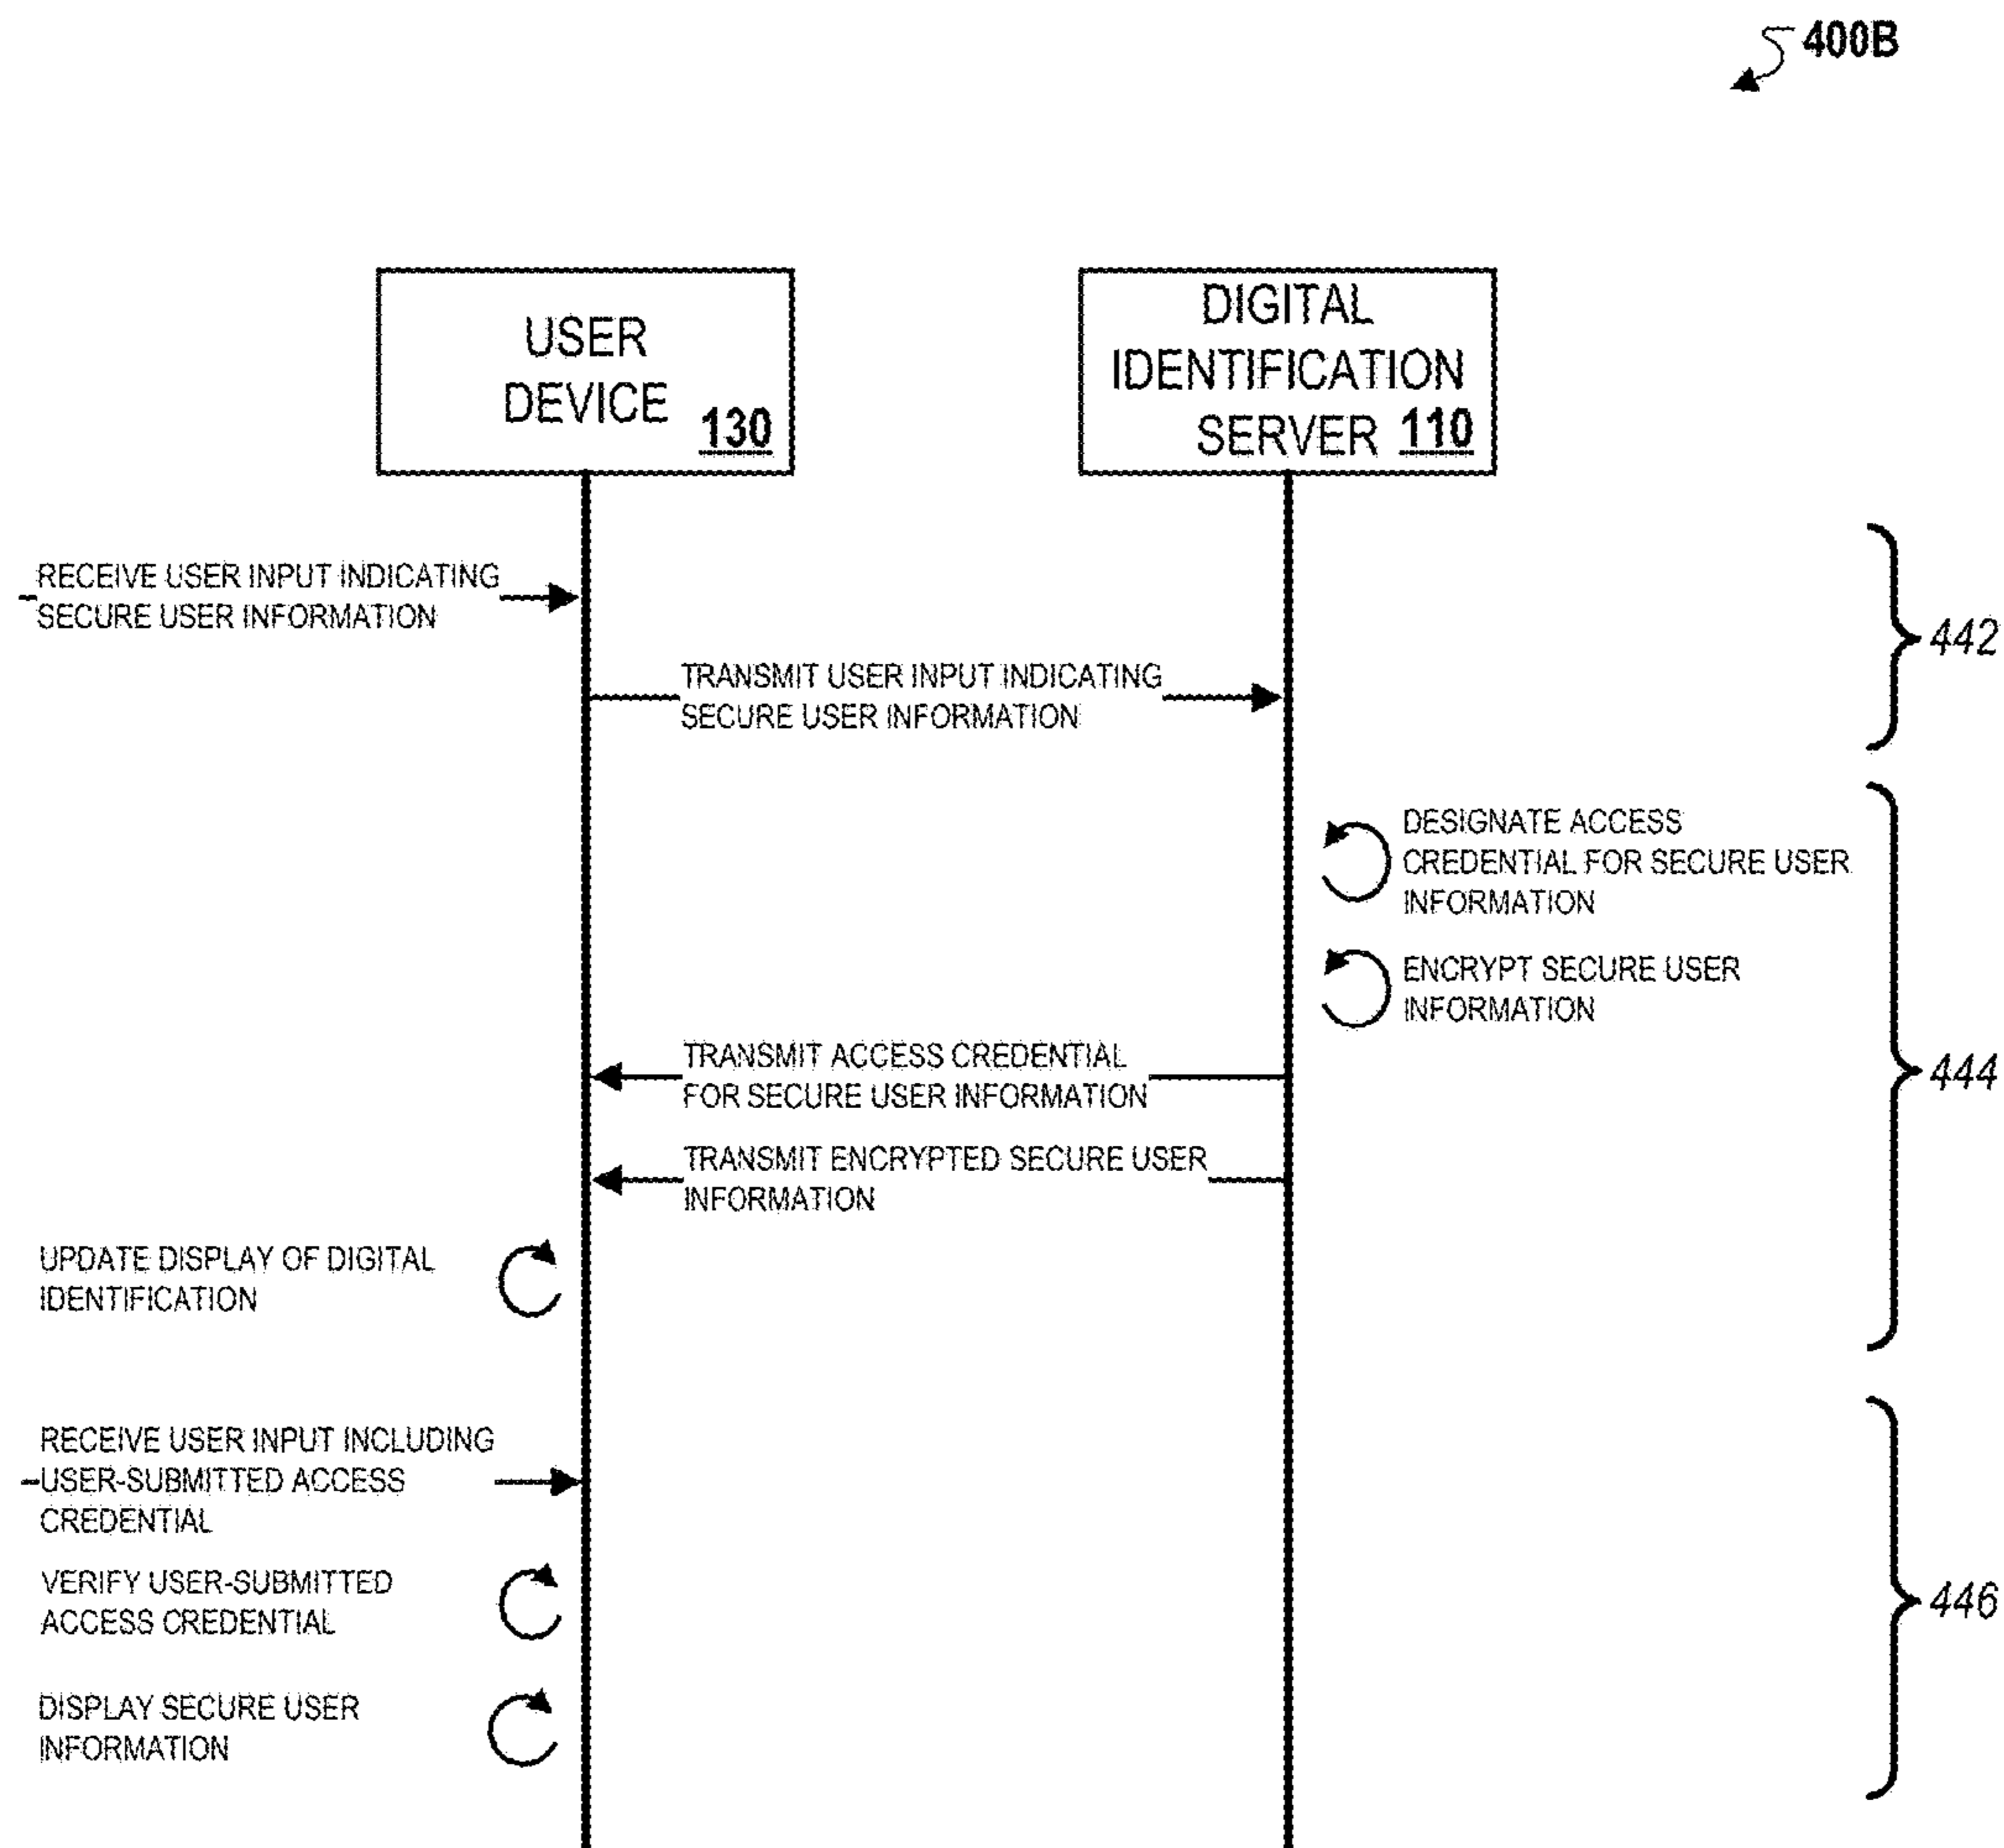 400B
USER
DEVICE 130
DIGITAL
IDENTIFICATION
SERVER 110
RECEIVE USER INPUT INDICATING
SECURE USER INFORMATION
442
TRANSMIT USER INPUT INDICATING
SECURE USER INFORMATION
DESIGNATE ACCESS
CREDENTIAL FOR SECURE USER
INFORMATION
ENCRYPT SECURE USER
INFORMATION
444
TRANSMIT ACCESS CREDENTIAL
FOR SECURE USER INFORMATION
TRANSMIT ENCRYPTED SECURE USER
INFORMATION
UPDATE DISPLAY OF DIGITAL
IDENTIFICATION
RECEIVE USER INPUT INCLUDING
USER-SUBMITTED ACCESS
CREDENTIAL
VERIFY USER-SUBMITTED
ACCESS CREDENTIAL
446
DISPLAY SECURE USER
INFORMATION